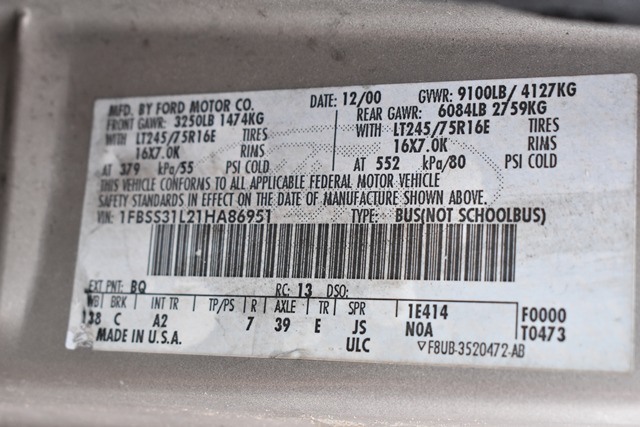 MFD. BY FORD MOTOR CO. DATE: 12/00 GVWR: 9100LB/ 4127KG
FRONT GAWR: 3250LB 1474KG REAR GAWR: 6084LB 2759KG
WITH LT245/75R16E TIRES WITH LT245/75R16E TIRES
16X7.0K RIMS 16X7.0K RIMS
AT 379 kPa/55 PSI COLD AT 552 kPa/80 PSI COLD
THIS VEHICLE CONFORMS TO ALL APPLICABLE FEDERAL MOTOR VEHICLE
SAFETY STANDARDS IN EFFECT ON THE DATE OF MANUFACTURE SHOWN ABOVE.
VIN: 1FBSS31L21HA86951 TYPE: BUS(NOT SCHOOLBUS)
EXT PNT: BQ RC: 13 DSO:
WB BRK INT TR TP/PS R AXLE TR SPR 1E414 F0000
138 C A2 7 39 E JS N0A T0473
MADE IN U.S.A. ULC ▽F8UB-3520472-AB